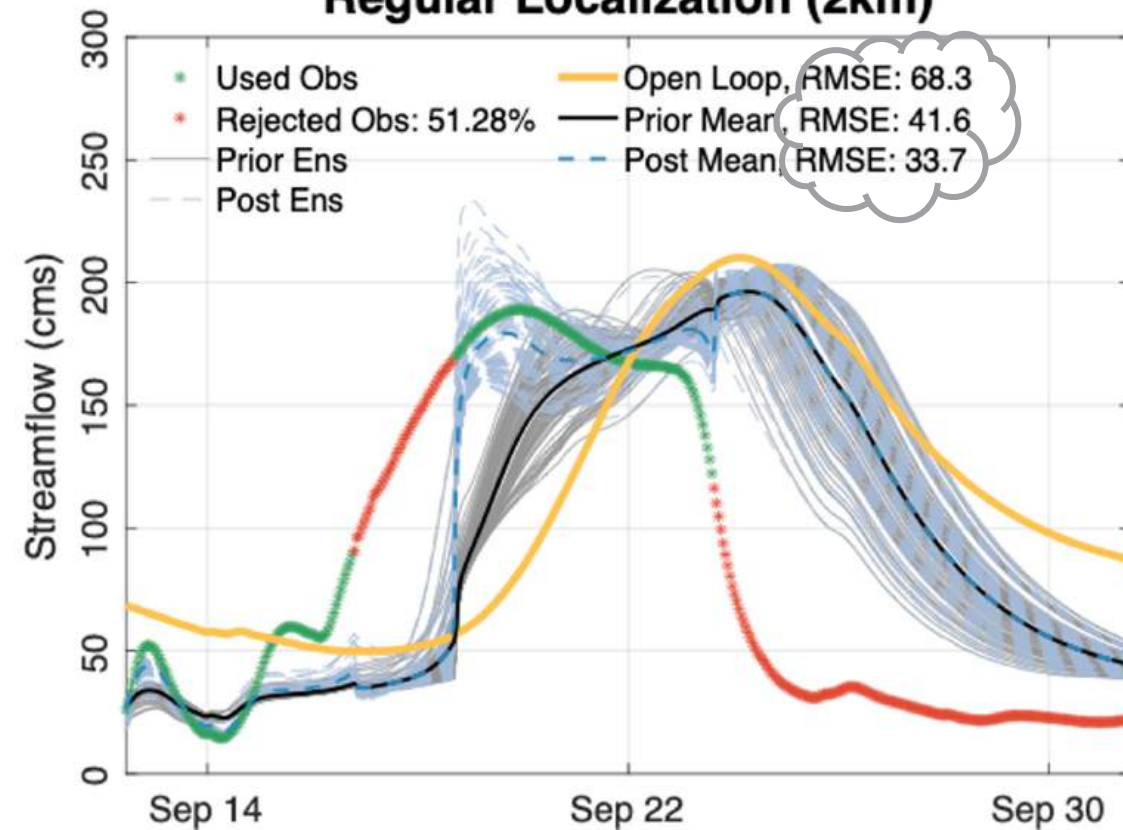 Regular Localization (2km)
300
250
200
150
100
50
0
Streamflow (cms)
Used Obs
Rejected Obs: 51.28%
Prior Ens
Post Ens
Open Loop, RMSE: 68.3
Prior Mean, RMSE: 41.6
Post Mean, RMSE: 33.7
Sep 14
Sep 22
Sep 30